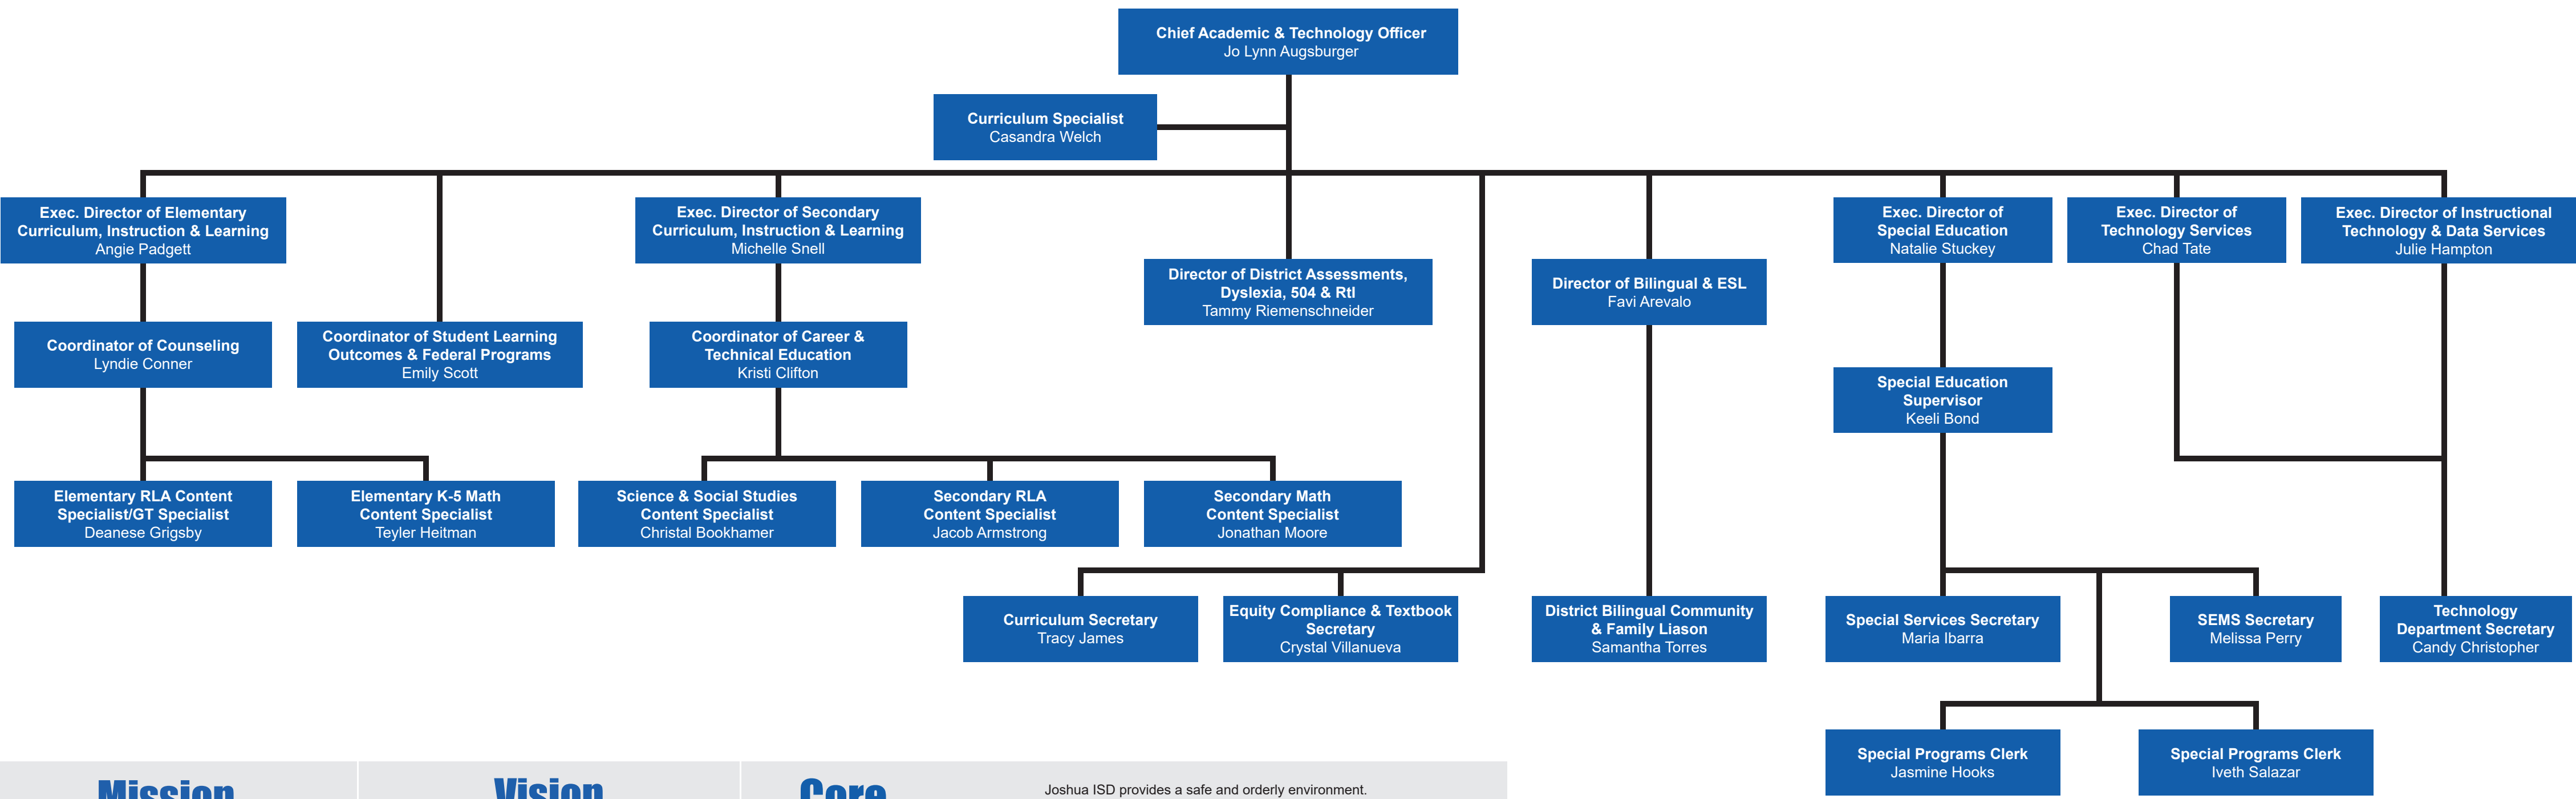 Chief Academic & Technology Officer
Jo Lynn Augsburger
Curriculum Specialist
Casandra Welch
Exec. Director of Elementary
Curriculum, Instruction & Learning
Angie Padgett
Exec. Director of Secondary
Curriculum, Instruction & Learning
Michelle Snell
Exec. Director of
Special Education
Natalie Stuckey
Exec. Director of
Technology Services
Chad Tate
Exec. Director of Instructional
Technology & Data Services
Julie Hampton
Director of District Assessments,
Dyslexia, 504 & RtI
Tammy Riemenschneider
Director of Bilingual & ESL
Favi Arevalo
Coordinator of Counseling
Lyndie Conner
Coordinator of Student Learning
Outcomes & Federal Programs
Emily Scott
Coordinator of Career &
Technical Education
Kristi Clifton
Special Education
Supervisor
Keeli Bond
Elementary RLA Content
Specialist/GT Specialist
Deanese Grigsby
Elementary K-5 Math
Content Specialist
Teyler Heitman
Science & Social Studies
Content Specialist
Christal Bookhamer
Secondary RLA
Content Specialist
Jacob Armstrong
Secondary Math
Content Specialist
Jonathan Moore
Curriculum Secretary
Tracy James
Equity Compliance & Textbook
Secretary
Crystal Villanueva
District Bilingual Community
& Family Liason
Samantha Torres
Special Services Secretary
Maria Ibarra
SEMS Secretary
Melissa Perry
Technology
Department Secretary
Candy Christopher
Special Programs Clerk
Jasmine Hooks
Special Programs Clerk
Iveth Salazar
Mission
Vision
Core
Joshua ISD provides a safe and orderly environment.